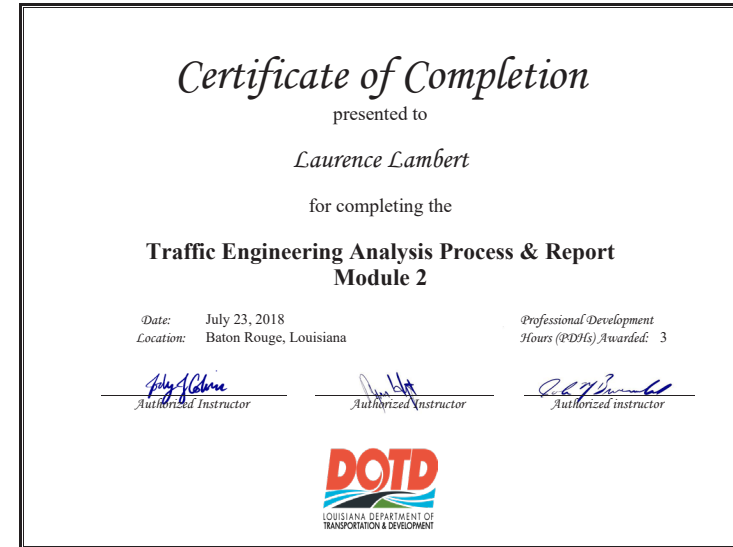 Certificate of Completion
presented to
Laurence Lambert
for completing the
Traffic Engineering Analysis Process & Report
Module 2
Date: July 23, 2018
Location: Baton Rouge, Louisiana
Professional Development
Hours (PDHs) Awarded: 3
Authorized Instructor
Authorized Instructor
Authorized instructor
DOTD
LOUISIANA DEPARTMENT OF
TRANSPORTATION & DEVELOPMENT